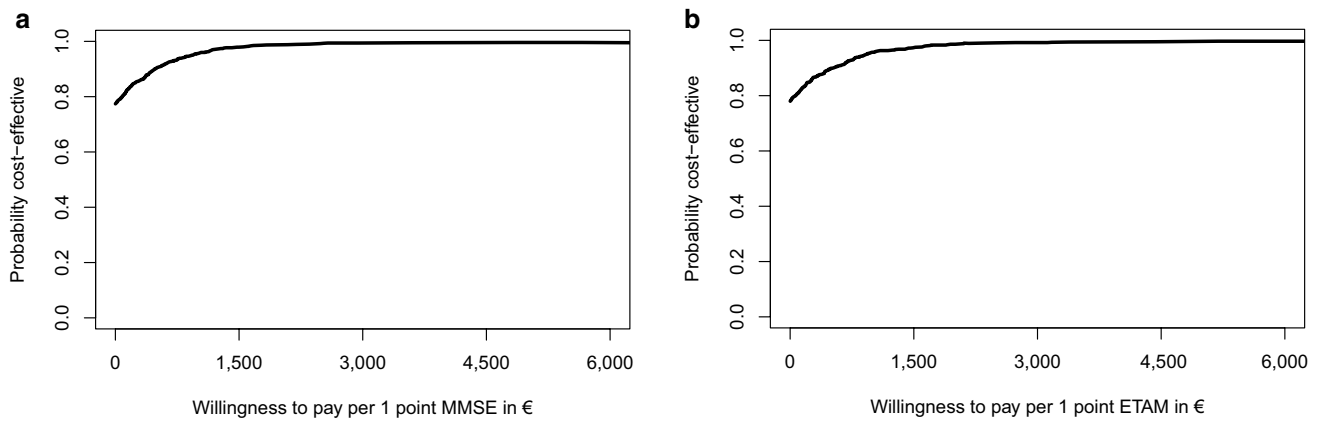 a
Probability cost−effective
1.0
0.8
0.6
0.4
0.2
0.0
0 1,500 3,000 4,500 6,000
Willingness to pay per 1 point MMSE in €
b
Probability cost−effective
1.0
0.8
0.6
0.4
0.2
0.0
0 1,500 3,000 4,500 6,000
Willingness to pay per 1 point ETAM in €